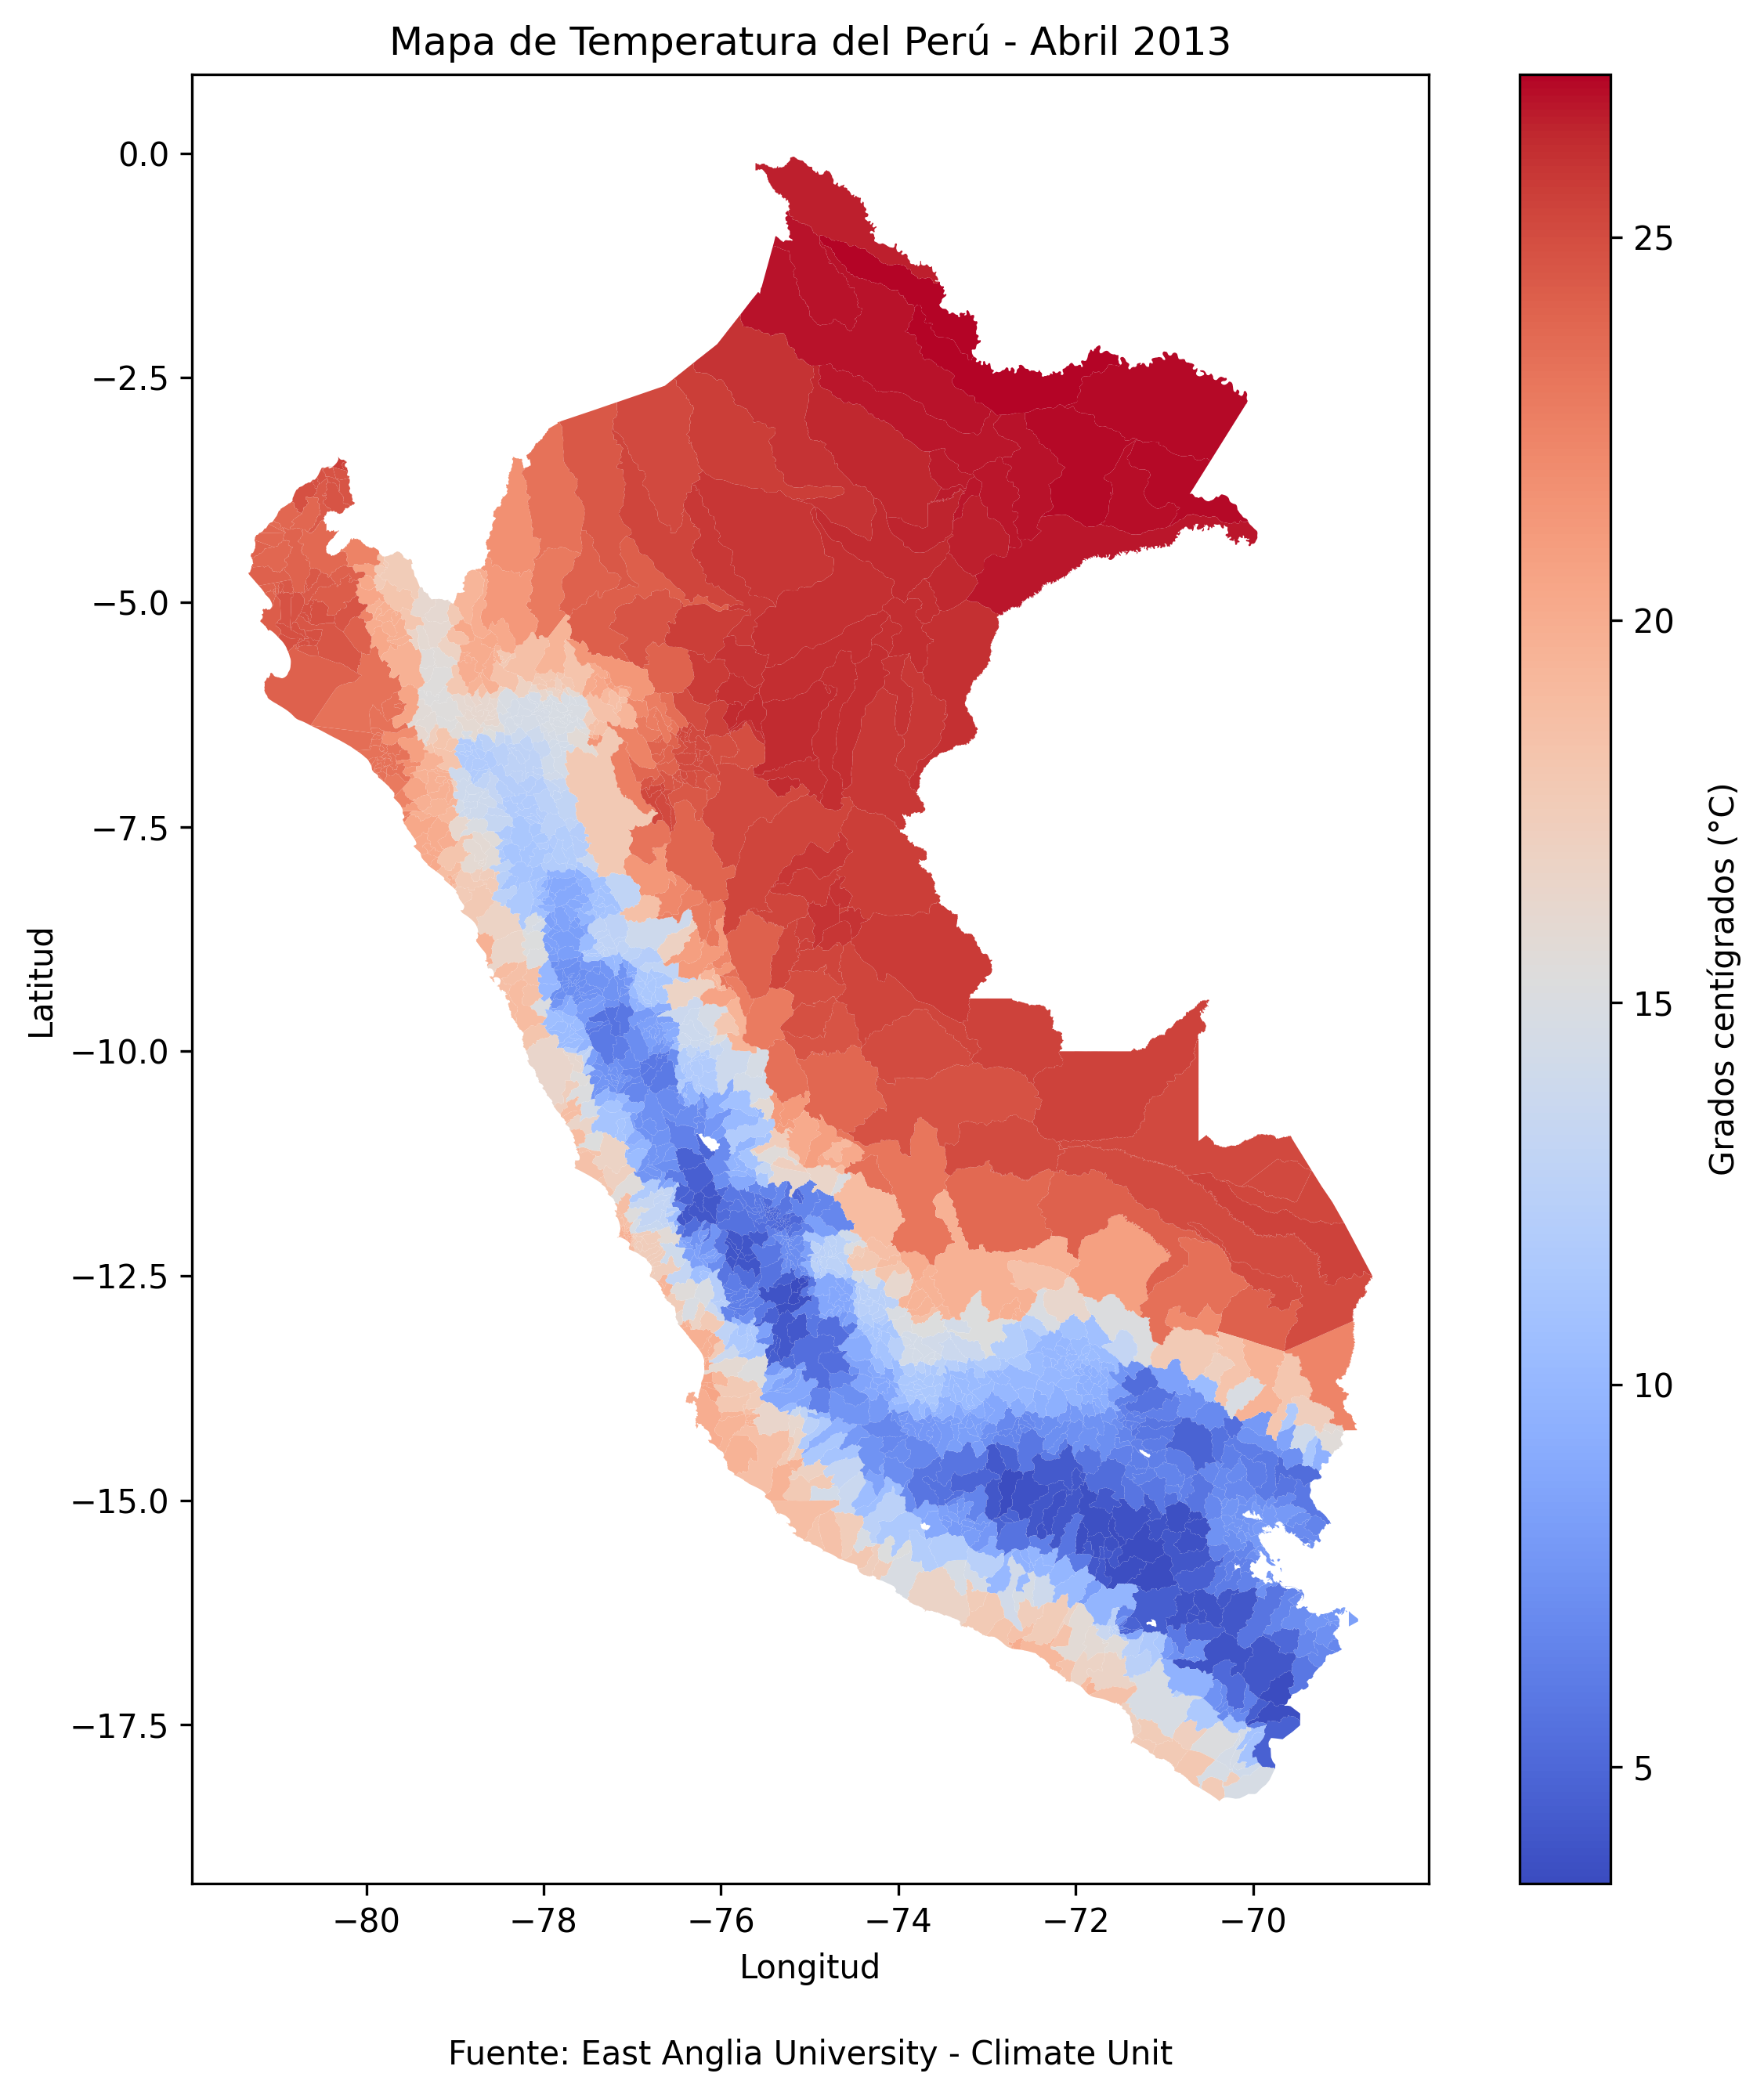 Mapa de Temperatura del Perú - Abril 2013
0.0
−2.5
−5.0
−7.5
−10.0
−12.5
−15.0
−17.5
Latitud
−80 −78 −76 −74 −72 −70
Longitud
25
20
15
10
5
Grados centígrados (°C)
Fuente: East Anglia University - Climate Unit